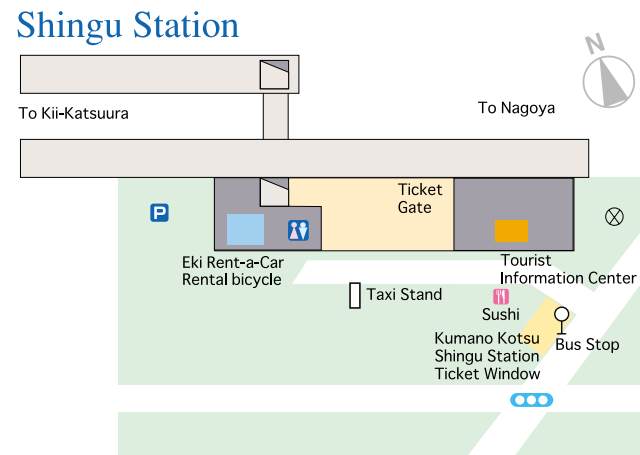 Shingu Station
N
To Kii-Katsuura
To Nagoya
Ticket
Gate
P
Eki Rent-a-Car
Rental bicycle
Tourist
Information Center
Taxi Stand
Sushi
Kumano Kotsu
Shingu Station
Ticket Window
Bus Stop